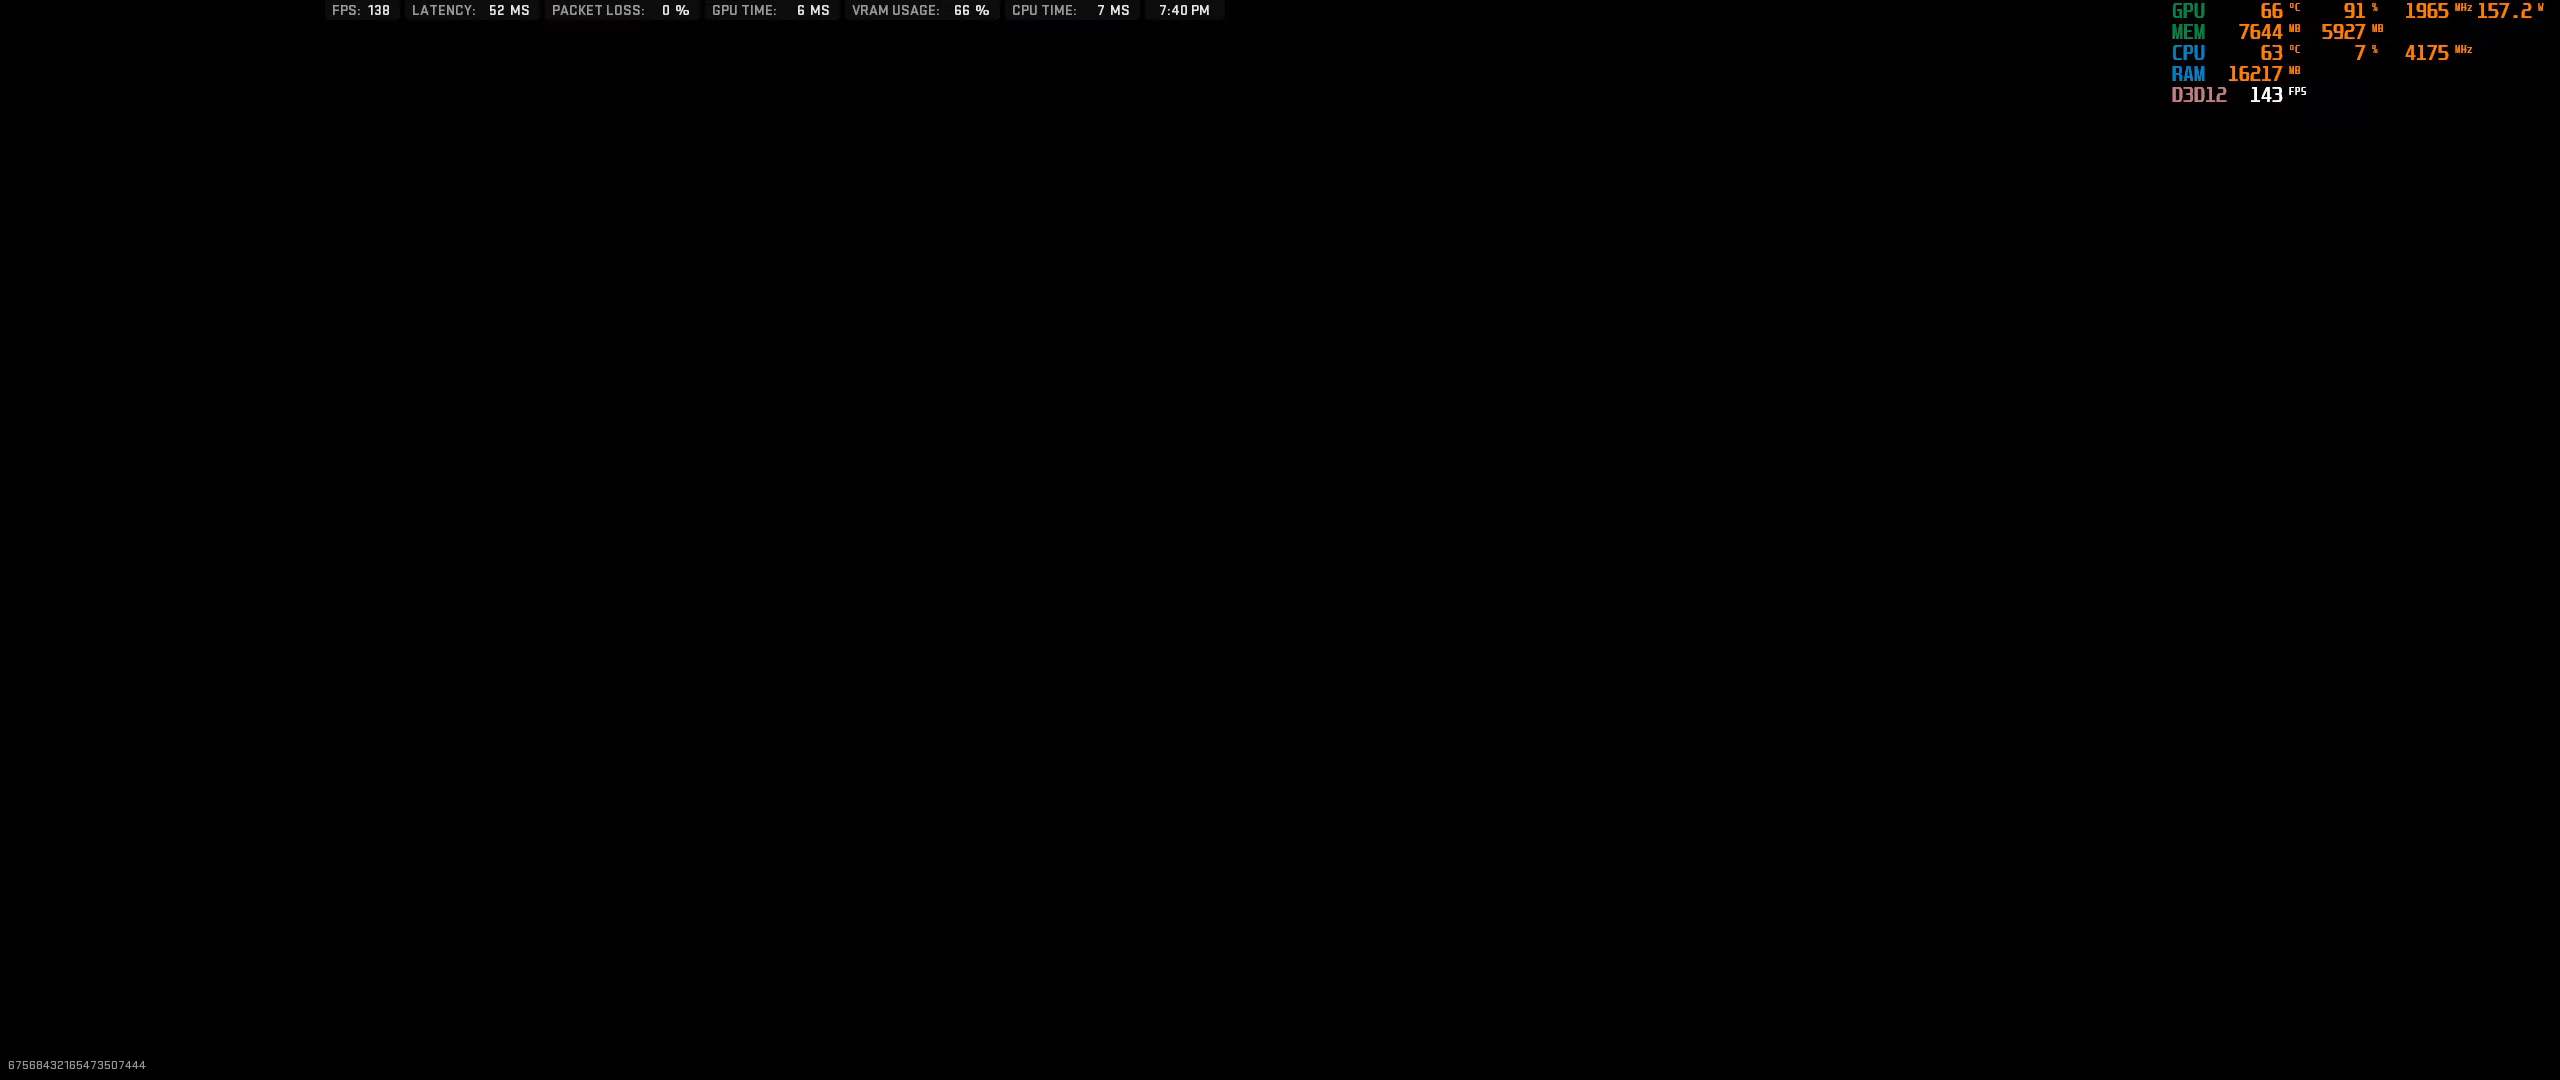 FPS: 138 LATENCY: 52 MS PACKET LOSS: 0 % GPU TIME: 6 MS VRAM USAGE: 66 % CPU TIME: 7 MS 7:40 PM
GPU 66 °C 91 % 1965 MHz 157.2 W
MEM 7644 MB 5927 MB
CPU 63 °C 7 % 4175 MHz
RAM 16217 MB
D3D12 143 FPS
67568432165473507444